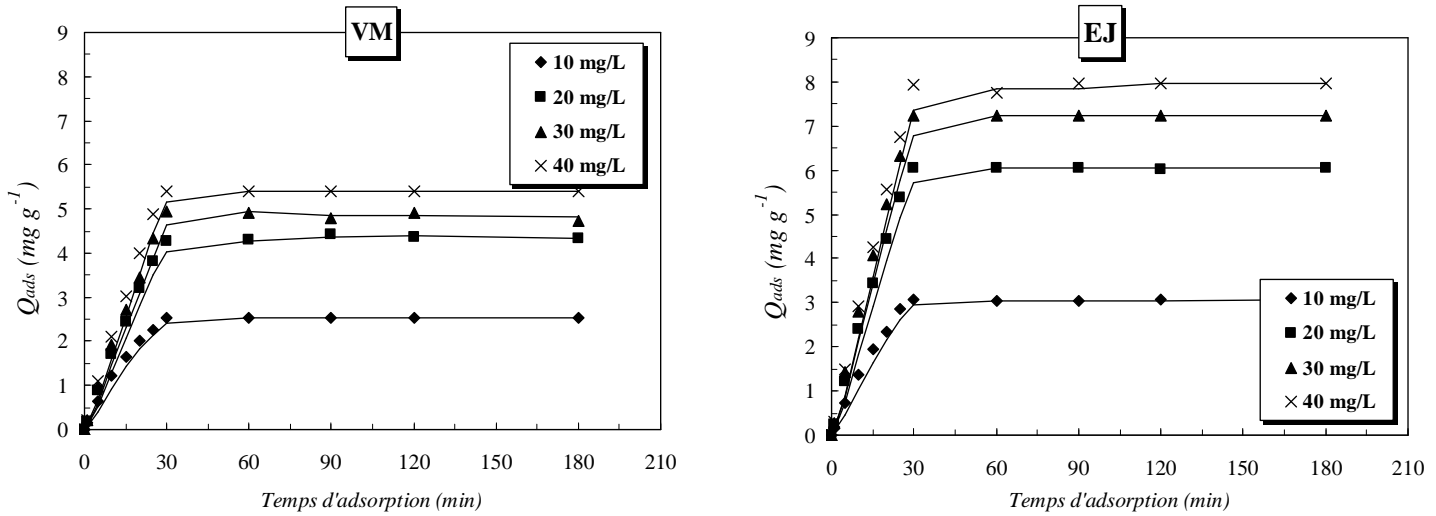 VM
9
8
7
6
5
4
3
2
1
0
Qads (mg g-1)
10 mg/L
20 mg/L
30 mg/L
40 mg/L
0 30 60 90 120 150 180 210
Temps d'adsorption (min)
EJ
9
8
7
6
5
4
3
2
1
0
Qads (mg g-1)
10 mg/L
20 mg/L
30 mg/L
40 mg/L
0 30 60 90 120 150 180 210
Temps d'adsorption (min)